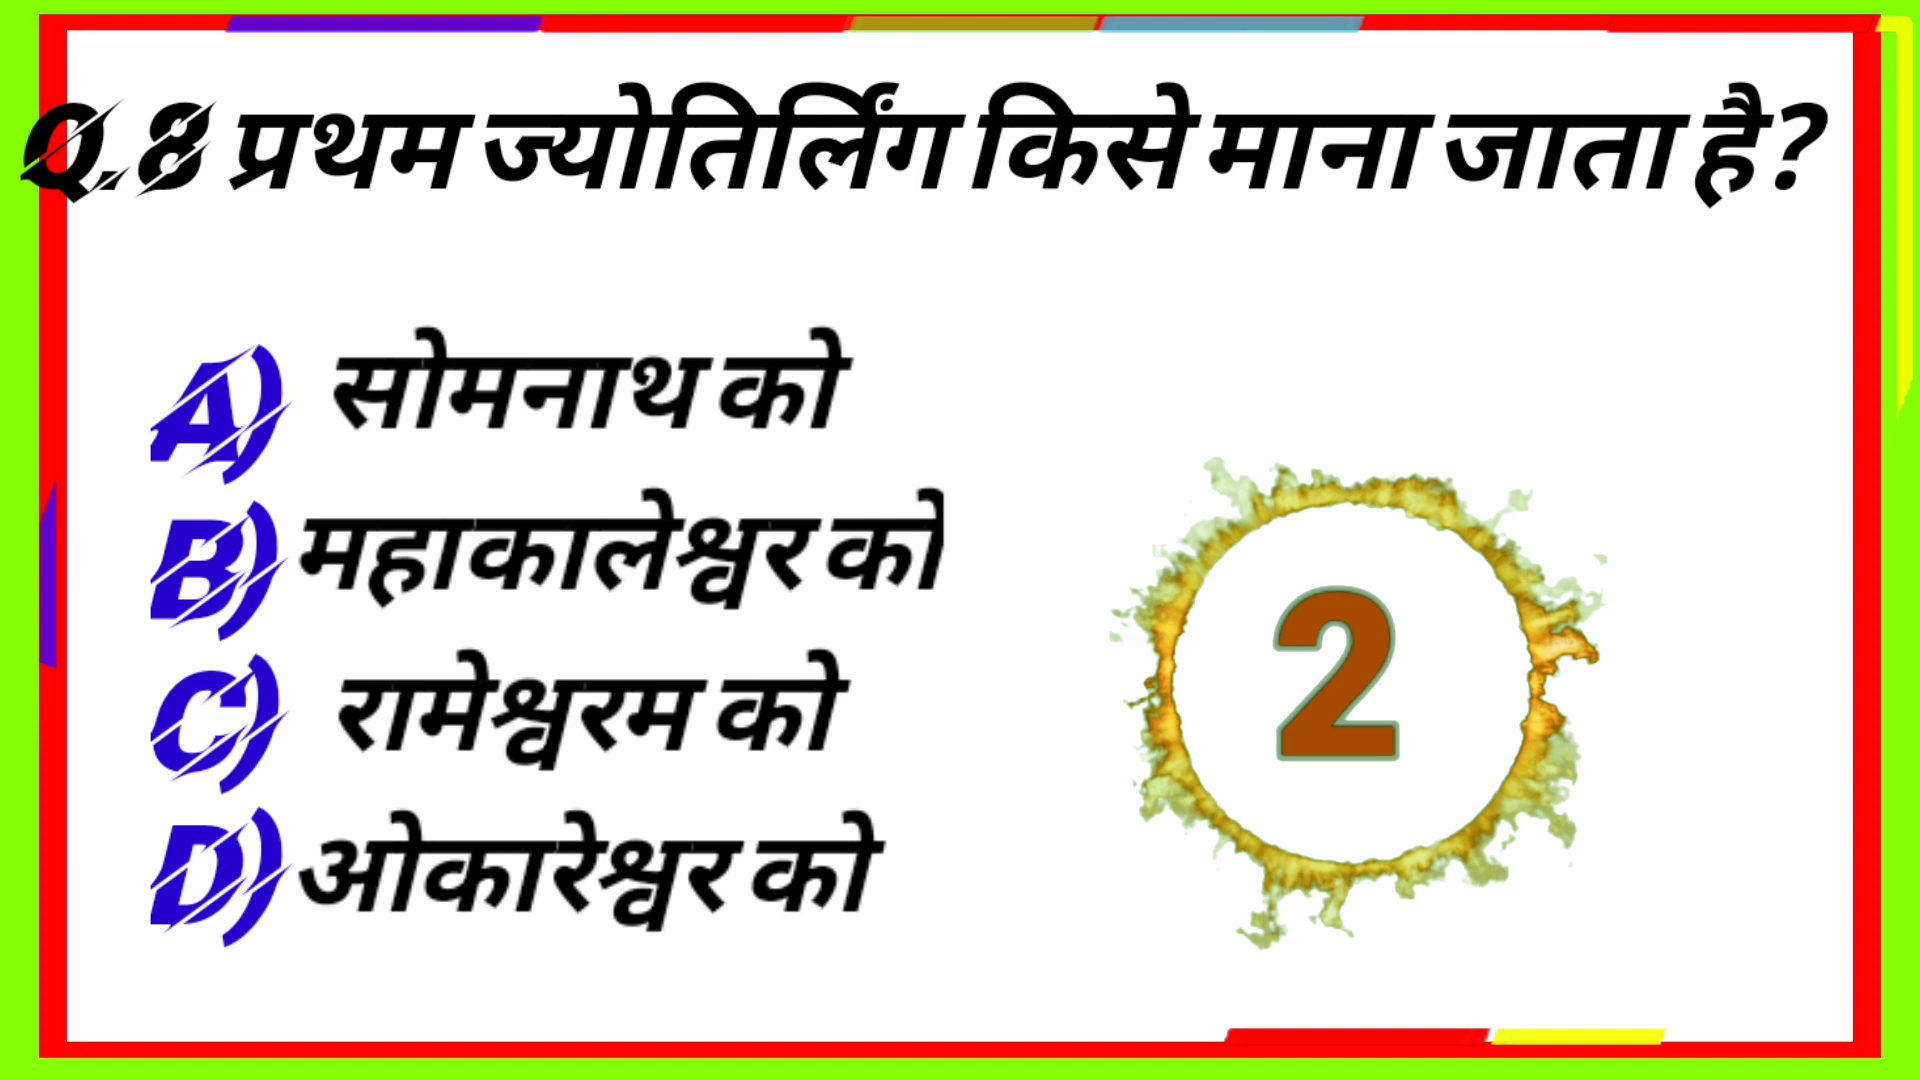 Q.8 प्रथम ज्योतिर्लिंग किसे माना जाता है?
A) सोमनाथ को
B) महाकालेश्वर को
C) रामेश्वरम को
D) ओकारेश्वर को
2